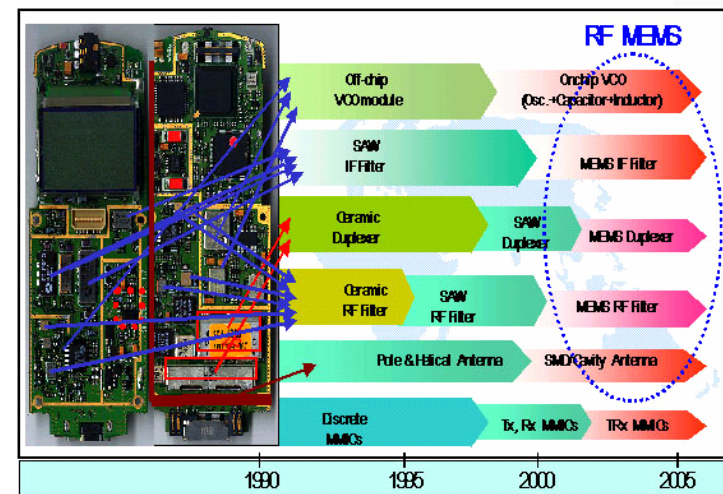 RF MEMS
Off-chip
VCO module
Onchip VCO
(Osc.+Capacitor+Inductor)
SAW
IF Filter
MEMS IF Filter
Ceramic
Duplexer
SAW
Duplexer
MEMS Duplexer
Ceramic
RF Filter
SAW
RF Filter
MEMS RF Filter
Pole & Helical Antenna
SMD/Cavity Antenna
Discrete
MMICs
Tx, Rx MMICs
TRx MMICs
1990
1995
2000
2005